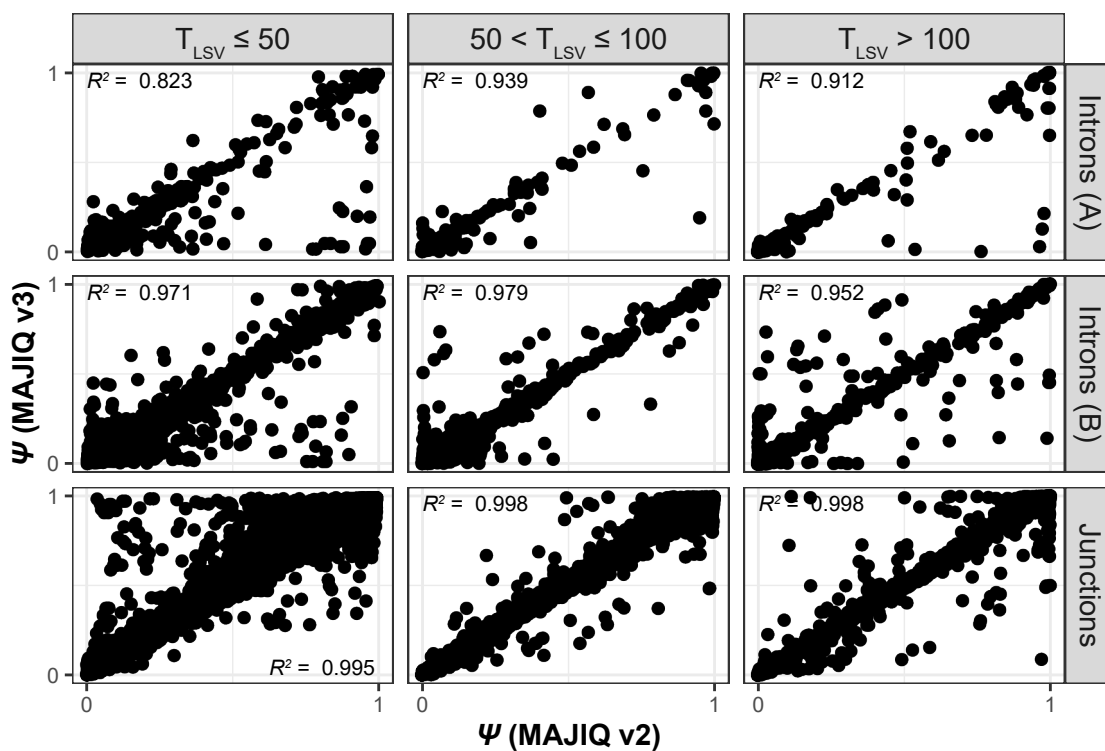 T_LSV ≤ 50
50 < T_LSV ≤ 100
T_LSV > 100
1
R² = 0.823
R² = 0.939
R² = 0.912
Introns (A)
0
1
R² = 0.971
R² = 0.979
R² = 0.952
Introns (B)
Ψ (MAJIQ v3)
0
1
R² = 0.998
R² = 0.998
Junctions
R² = 0.995
0
0
1
0
1
0
1
Ψ (MAJIQ v2)